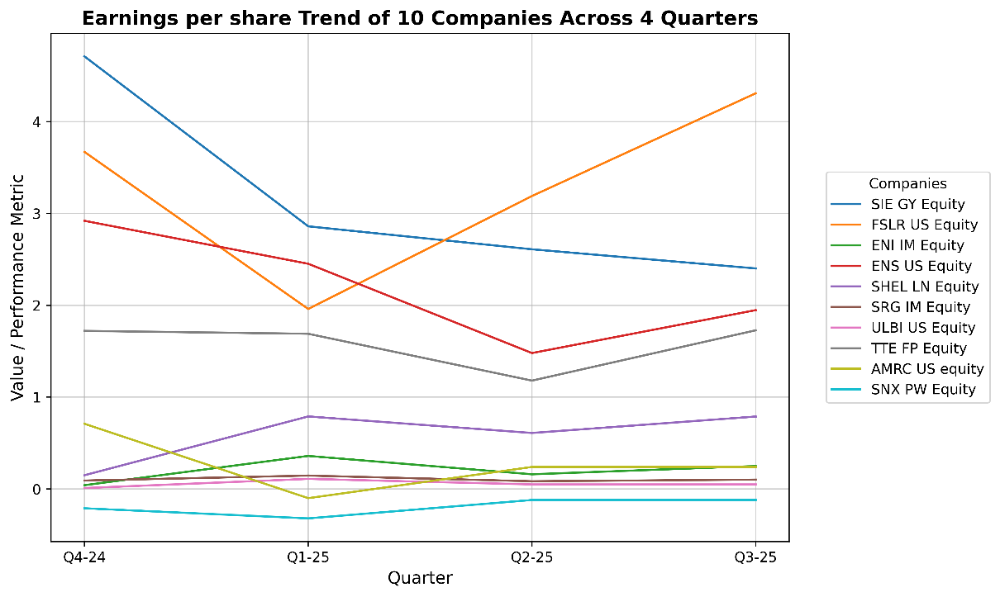 Earnings per share Trend of 10 Companies Across 4 Quarters
Value / Performance Metric
4
3
2
1
0
Q4-24 Q1-25 Q2-25 Q3-25
Quarter
Companies
SIE GY Equity
FSLR US Equity
ENI IM Equity
ENS US Equity
SHEL LN Equity
SRG IM Equity
ULBI US Equity
TTE FP Equity
AMRC US equity
SNX PW Equity